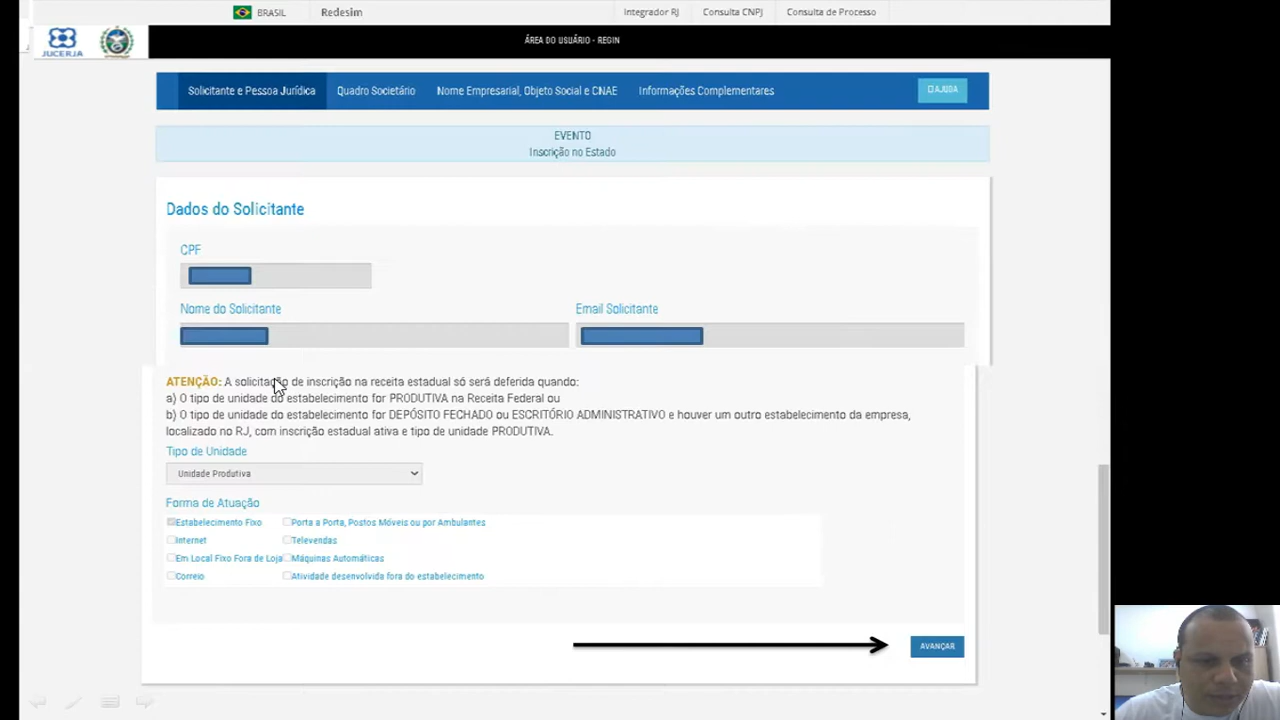 BRASIL Redesim Integrador RJ Consulta CNPJ Consulta de Processo
JUCERJA
ÁREA DO USUÁRIO - REGIN
Solicitante e Pessoa Jurídica Quadro Societário Nome Empresarial, Objeto Social e CNAE Informações Complementares AJUDA
EVENTO
Inscrição no Estado
Dados do Solicitante
CPF
Nome do Solicitante Email Solicitante
ATENÇÃO: A solicitação de inscrição na receita estadual só será deferida quando:
a) O tipo de unidade do estabelecimento for PRODUTIVA na Receita Federal ou
b) O tipo de unidade do estabelecimento for DEPÓSITO FECHADO ou ESCRITÓRIO ADMINISTRATIVO e houver um outro estabelecimento da empresa,
localizado no RJ, com inscrição estadual ativa e tipo de unidade PRODUTIVA.
Tipo de Unidade
Unidade Produtiva
Forma de Atuação
Estabelecimento Fixo Porta a Porta, Postos Móveis ou por Ambulantes
Internet Televendas
Em Local Fixo Fora de Loja Máquinas Automáticas
Correio Atividade desenvolvida fora do estabelecimento
AVANÇAR